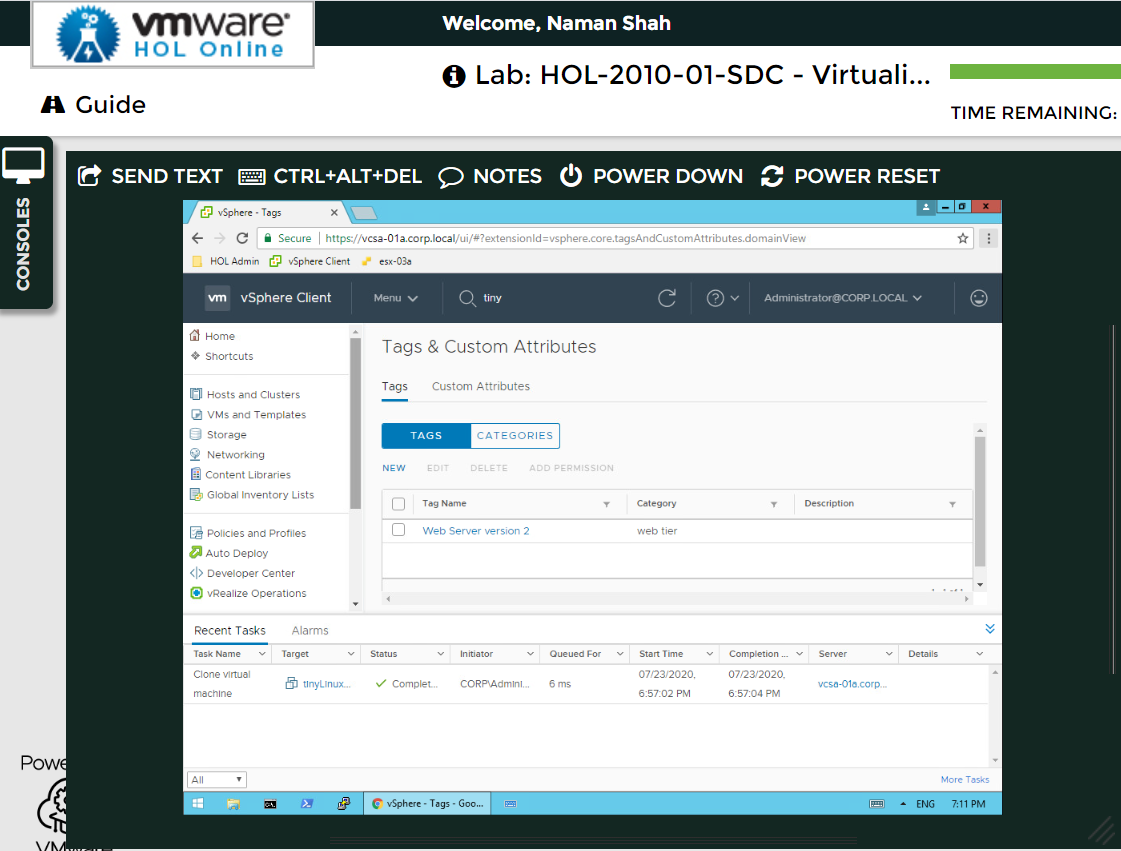 vmware®
HOL Online
Welcome, Naman Shah
Lab: HOL-2010-01-SDC - Virtuali...
Guide
TIME REMAINING:
CONSOLES
SEND TEXT CTRL+ALT+DEL NOTES POWER DOWN POWER RESET
vSphere - Tags
Secure https://vcsa-01a.corp.local/ui/#?extensionId=vsphere.core.tagsAndCustomAttributes.domainView
HOL Admin vSphere Client esx-03a
vm vSphere Client Menu tiny Administrator@CORP.LOCAL
Home
Shortcuts
Hosts and Clusters
VMs and Templates
Storage
Networking
Content Libraries
Global Inventory Lists
Policies and Profiles
Auto Deploy
Developer Center
vRealize Operations
Tags & Custom Attributes
Tags Custom Attributes
TAGS CATEGORIES
NEW EDIT DELETE ADD PERMISSION
Tag Name Category Description
Web Server version 2 web tier
Recent Tasks Alarms
Task Name Target Status Initiator Queued For Start Time Completion ... Server Details
Clone virtual machine tinyLinux... Complet... CORP\Admini... 6 ms 07/23/2020, 6:57:02 PM 07/23/2020, 6:57:04 PM vcsa-01a.corp...
All More Tasks
vSphere - Tags - Goo... ENG 7:11 PM
Powe
VMware